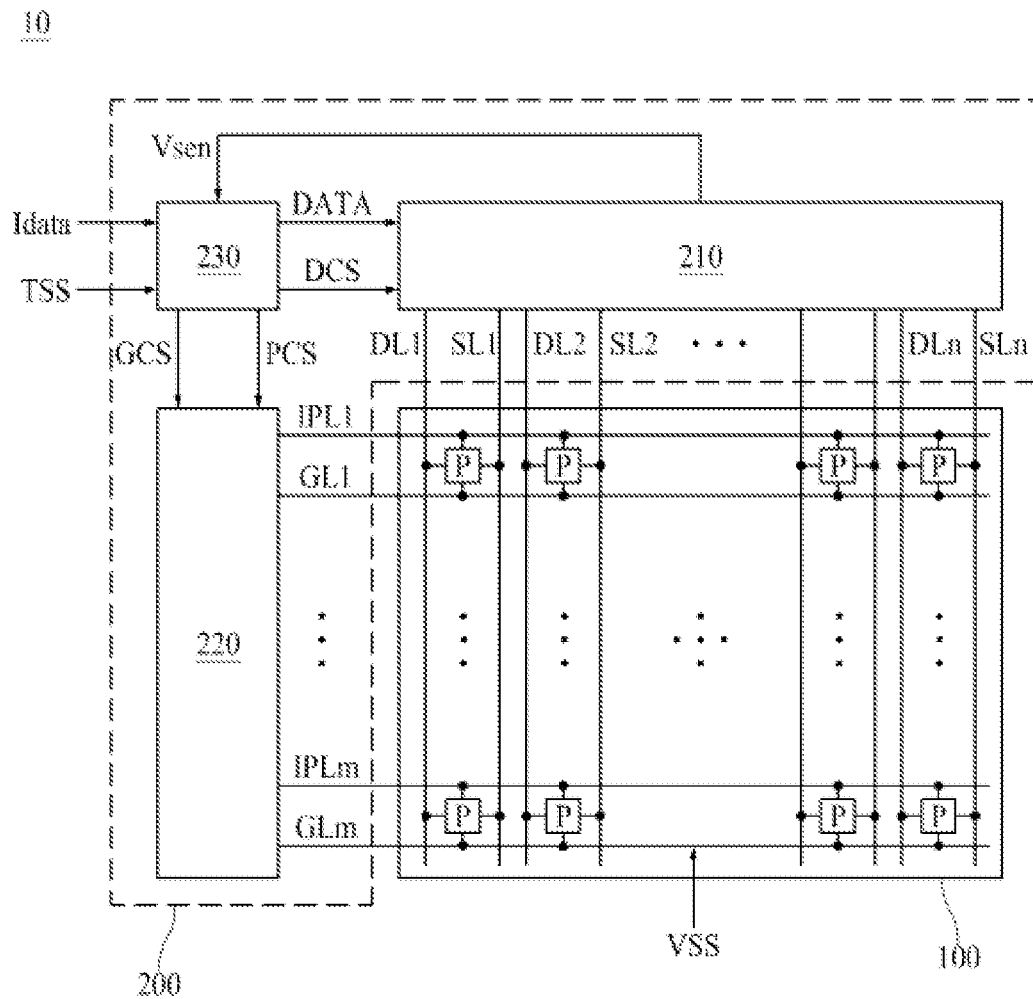 10
Vsen
Idata
DATA
230
210
TSS
DCS
GCS
PCS
DL1
SL1
DL2
SL2
DLn
SLn
IPL1
P
P
P
P
GL1
220
IPLm
P
P
P
P
GLm
VSS
200
100